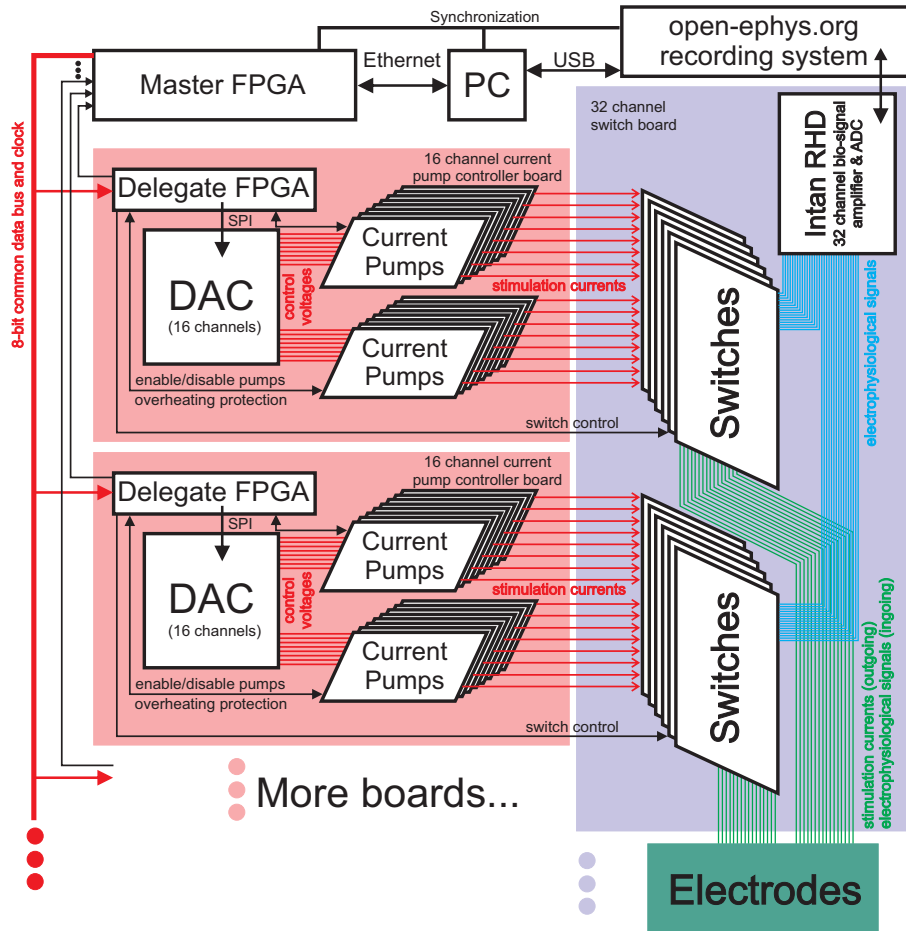 Synchronization
open-ephys.org
recording system
Master FPGA
Ethernet
PC
USB
8-bit common data bus and clock
32 channel
switch board
Intan RHD
32 channel bio-signal
amplifier & ADC
16 channel current
pump controller board
Delegate FPGA
SPI
DAC
(16 channels)
control
voltages
Current
Pumps
stimulation currents
Current
Pumps
enable/disable pumps
overheating protection
switch control
Switches
electrophysiological signals
16 channel current
pump controller board
Delegate FPGA
SPI
DAC
(16 channels)
control
voltages
Current
Pumps
stimulation currents
Current
Pumps
enable/disable pumps
overheating protection
switch control
Switches
stimulation currents (outgoing)
electrophysiological signals (ingoing)
More boards...
Electrodes